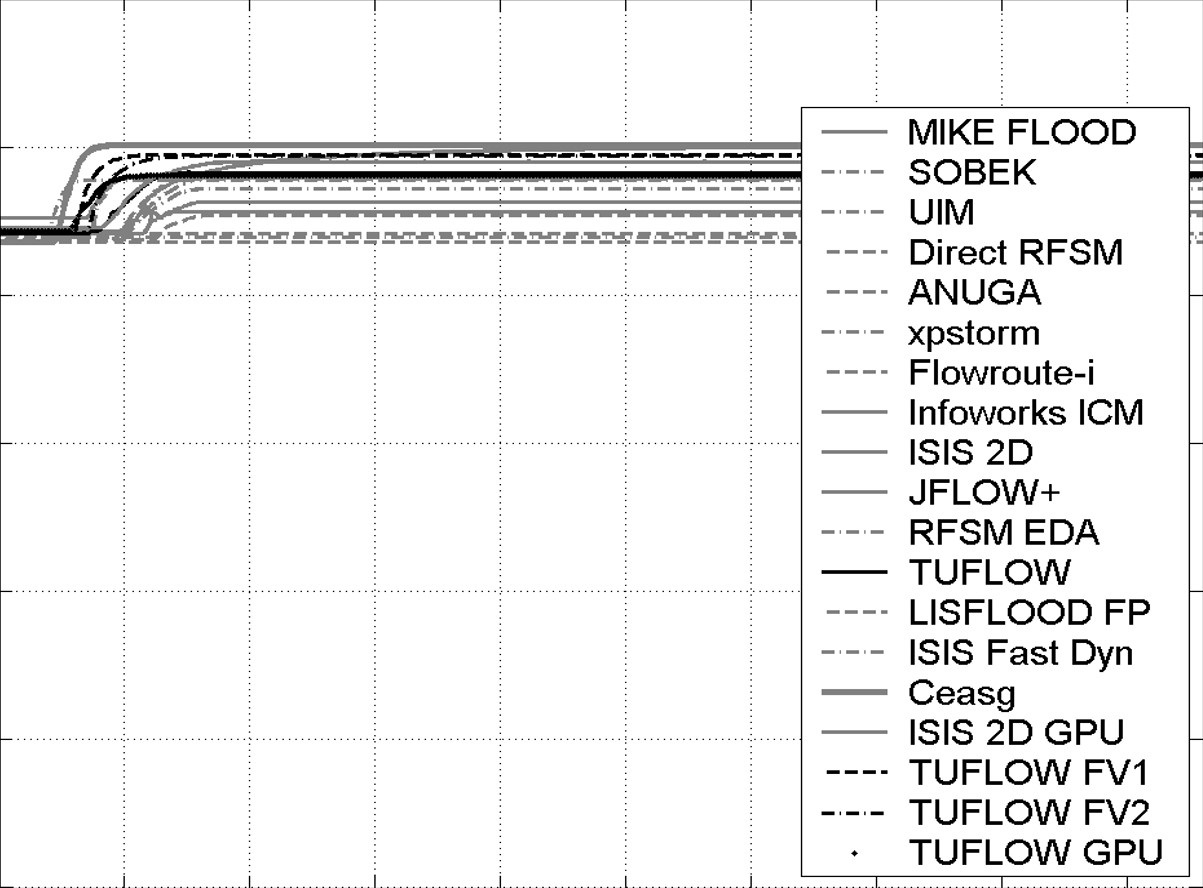 MIKE FLOOD
SOBEK
UIM
Direct RFSM
ANUGA
xpstorm
Flowroute-i
Infoworks ICM
ISIS 2D
JFLOW+
RFSM EDA
TUFLOW
LISFLOOD FP
ISIS Fast Dyn
Ceasg
ISIS 2D GPU
TUFLOW FV1
TUFLOW FV2
TUFLOW GPU